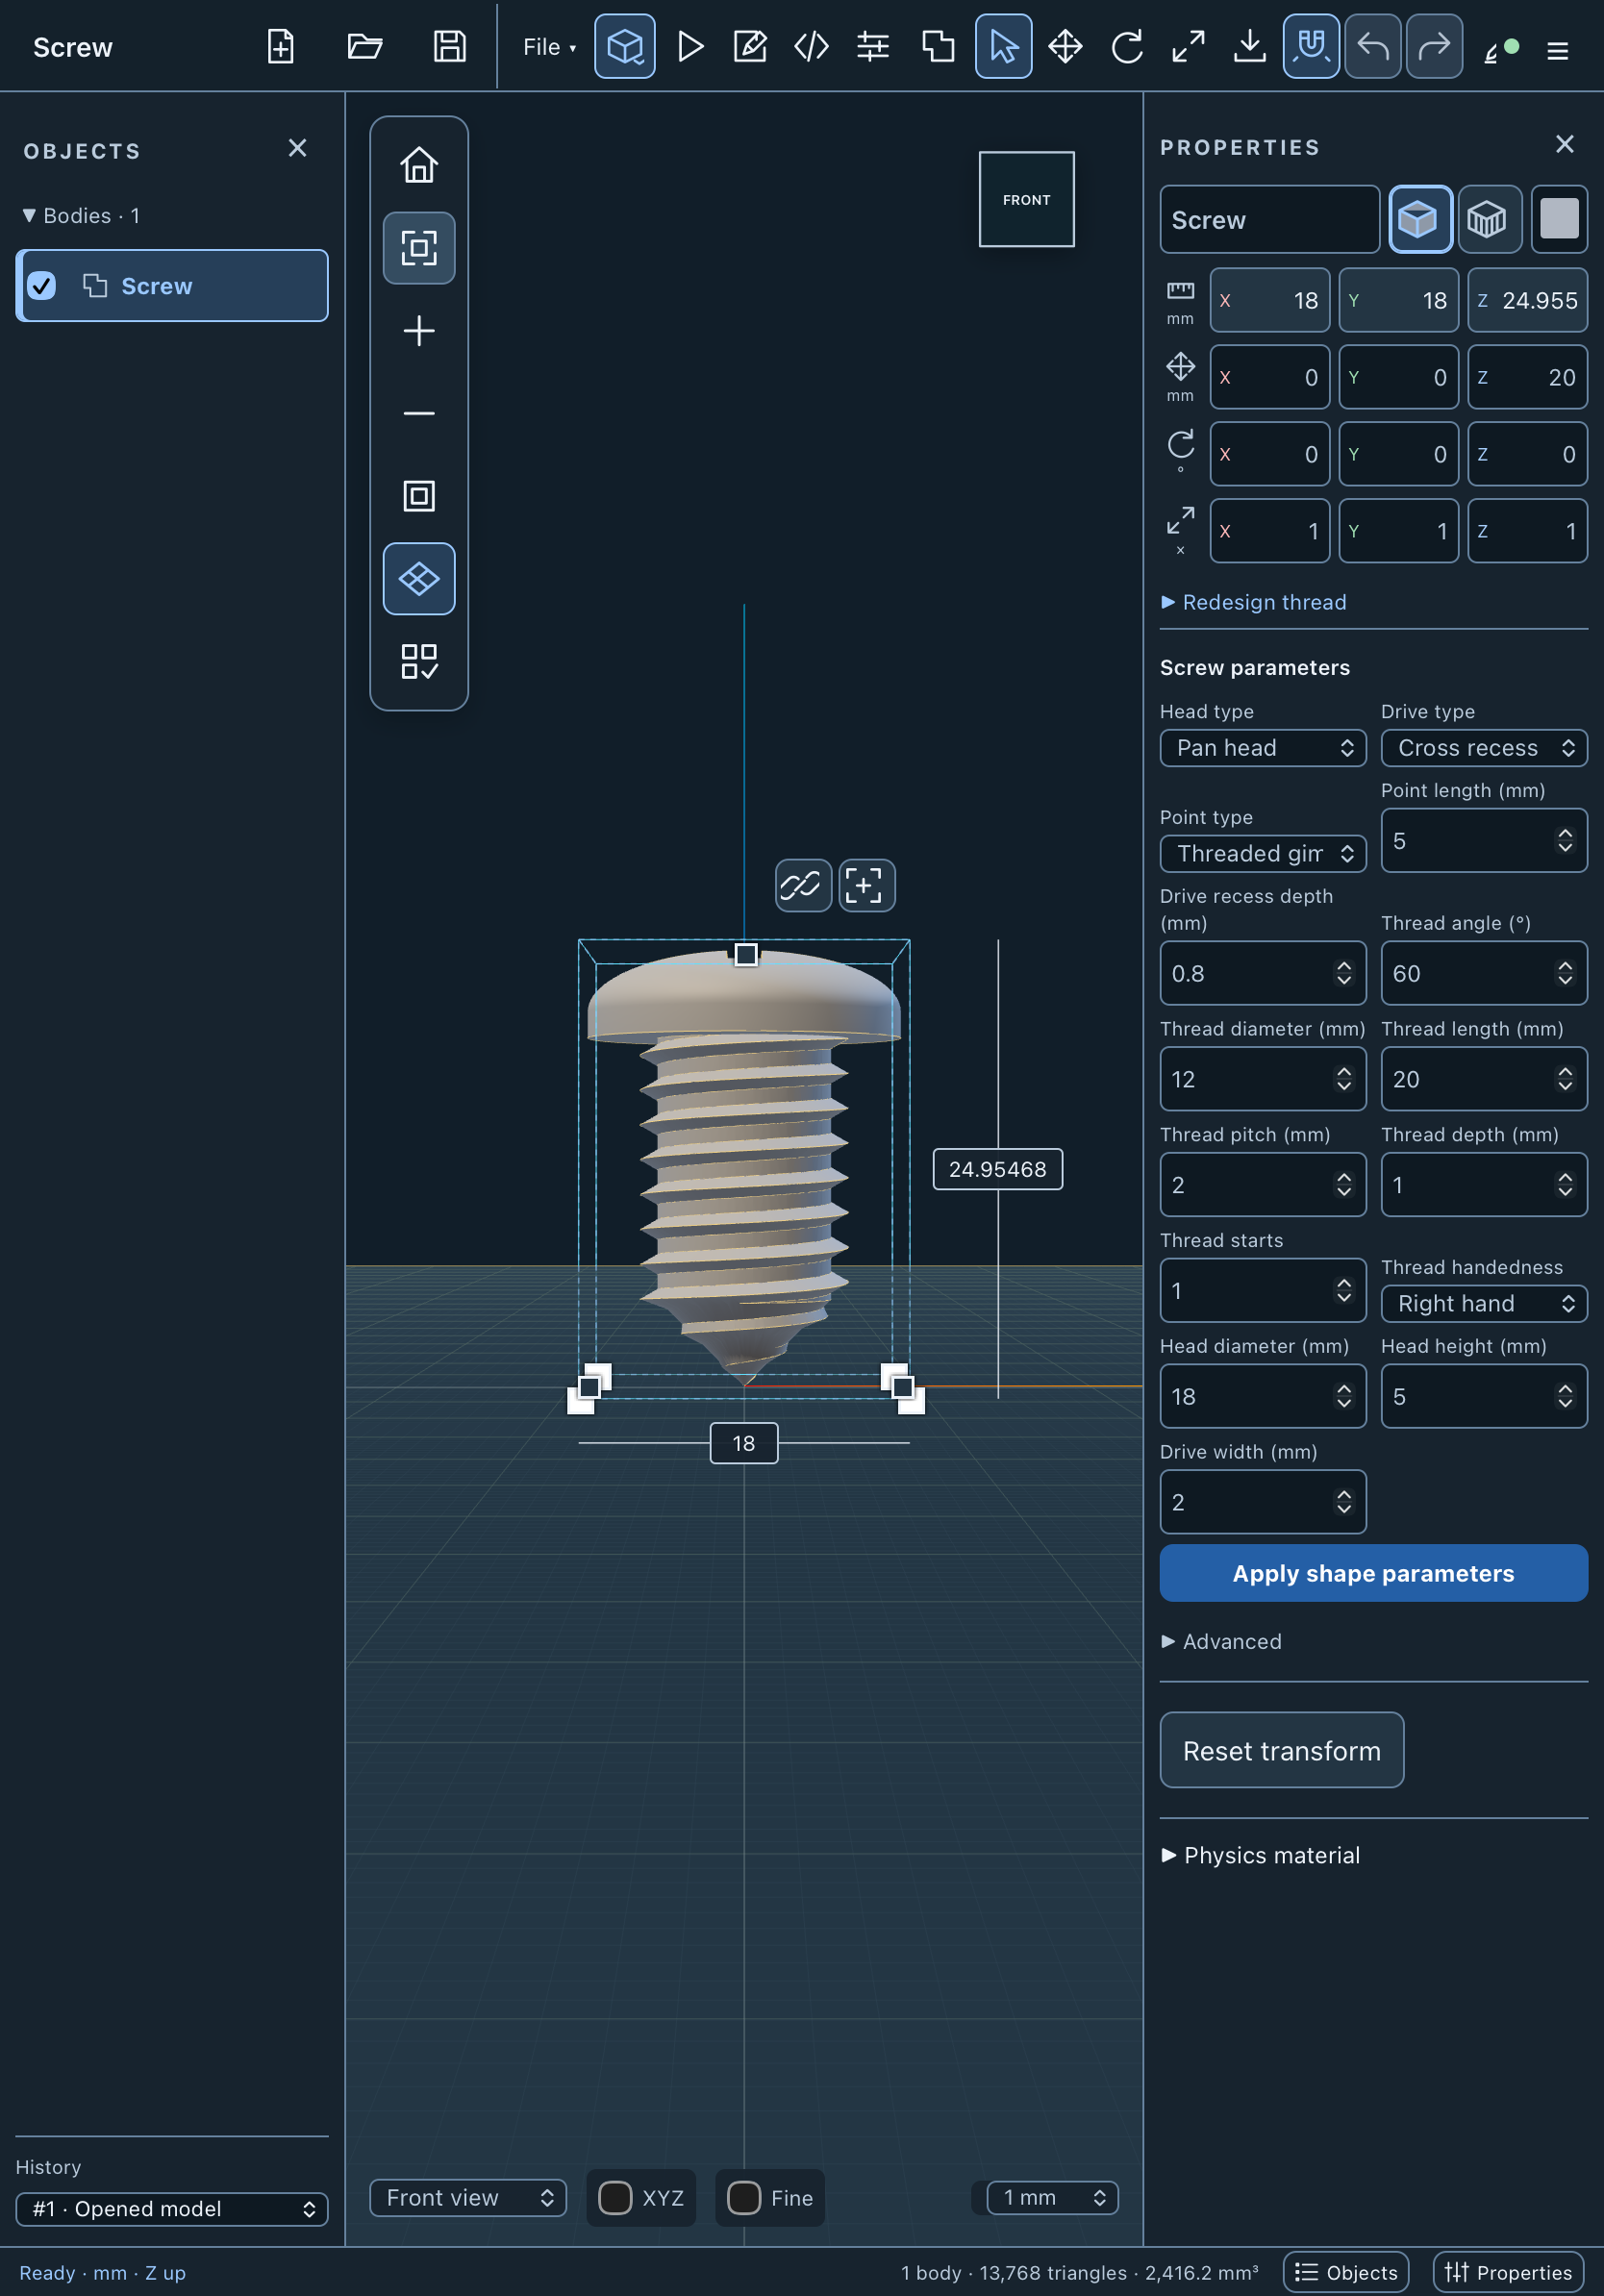 Screw
File ▾
OBJECTS
Bodies · 1
Screw
History
#1 · Opened model
FRONT
24.95468
18
Front view
XYZ
Fine
1 mm
PROPERTIES
Screw
mm
X 18
Y 18
Z 24.955
mm
X 0
Y 0
Z 20
°
X 0
Y 0
Z 0
×
X 1
Y 1
Z 1
Redesign thread
Screw parameters
Head type
Drive type
Pan head
Cross recess
Point type
Point length (mm)
Threaded gim
5
Drive recess depth
(mm)
Thread angle (°)
0.8
60
Thread diameter (mm)
Thread length (mm)
12
20
Thread pitch (mm)
Thread depth (mm)
2
1
Thread starts
Thread handedness
1
Right hand
Head diameter (mm)
Head height (mm)
18
5
Drive width (mm)
2
Apply shape parameters
Advanced
Reset transform
Physics material
Ready · mm · Z up
1 body · 13,768 triangles · 2,416.2 mm³
Objects
Properties